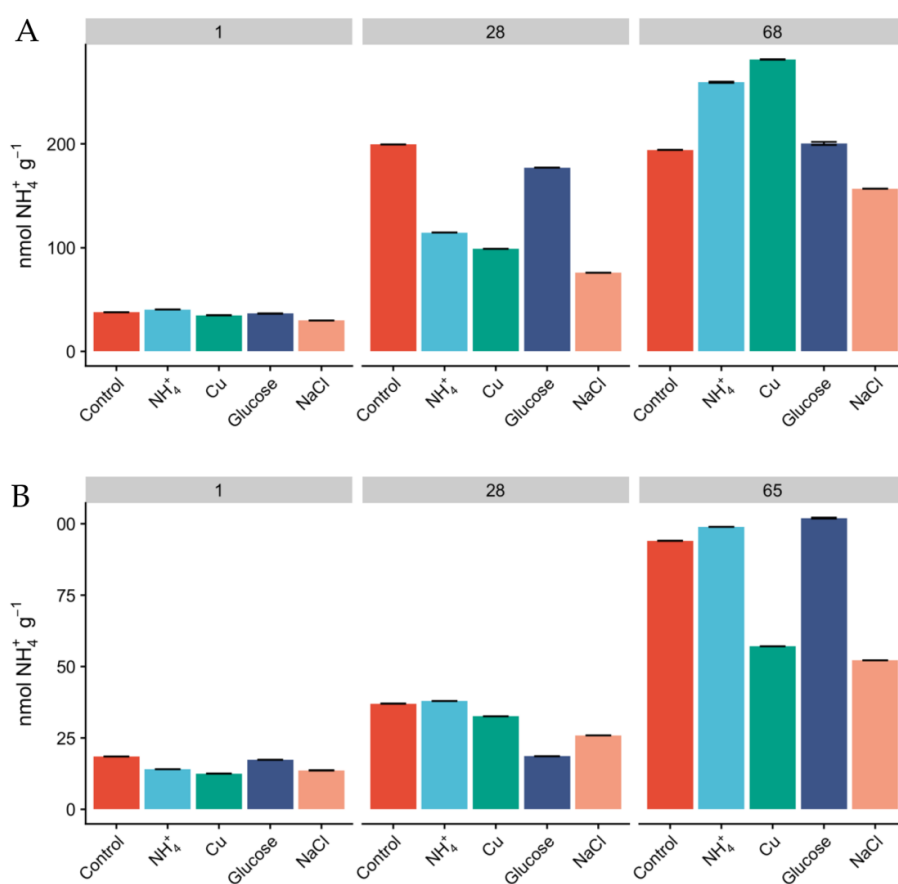 A
1 28 68
nmol NH₄⁺ g⁻¹
200
100
0
Control NH₄⁺ Cu Glucose NaCl Control NH₄⁺ Cu Glucose NaCl Control NH₄⁺ Cu Glucose NaCl
B
1 28 65
nmol NH₄⁺ g⁻¹
00
75
50
25
0
Control NH₄⁺ Cu Glucose NaCl Control NH₄⁺ Cu Glucose NaCl Control NH₄⁺ Cu Glucose NaCl